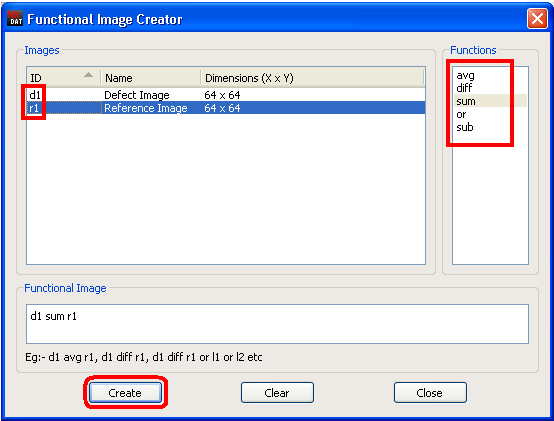 DAT Functional Image Creator
Images
ID Name Dimensions (X x Y)
d1 Defect Image 64 x 64
r1 Reference Image 64 x 64
Functions
avg
diff
sum
or
sub
Functional Image
d1 sum r1
Eg:- d1 avg r1, d1 diff r1, d1 diff r1 or l1 or l2 etc
Create Clear Close